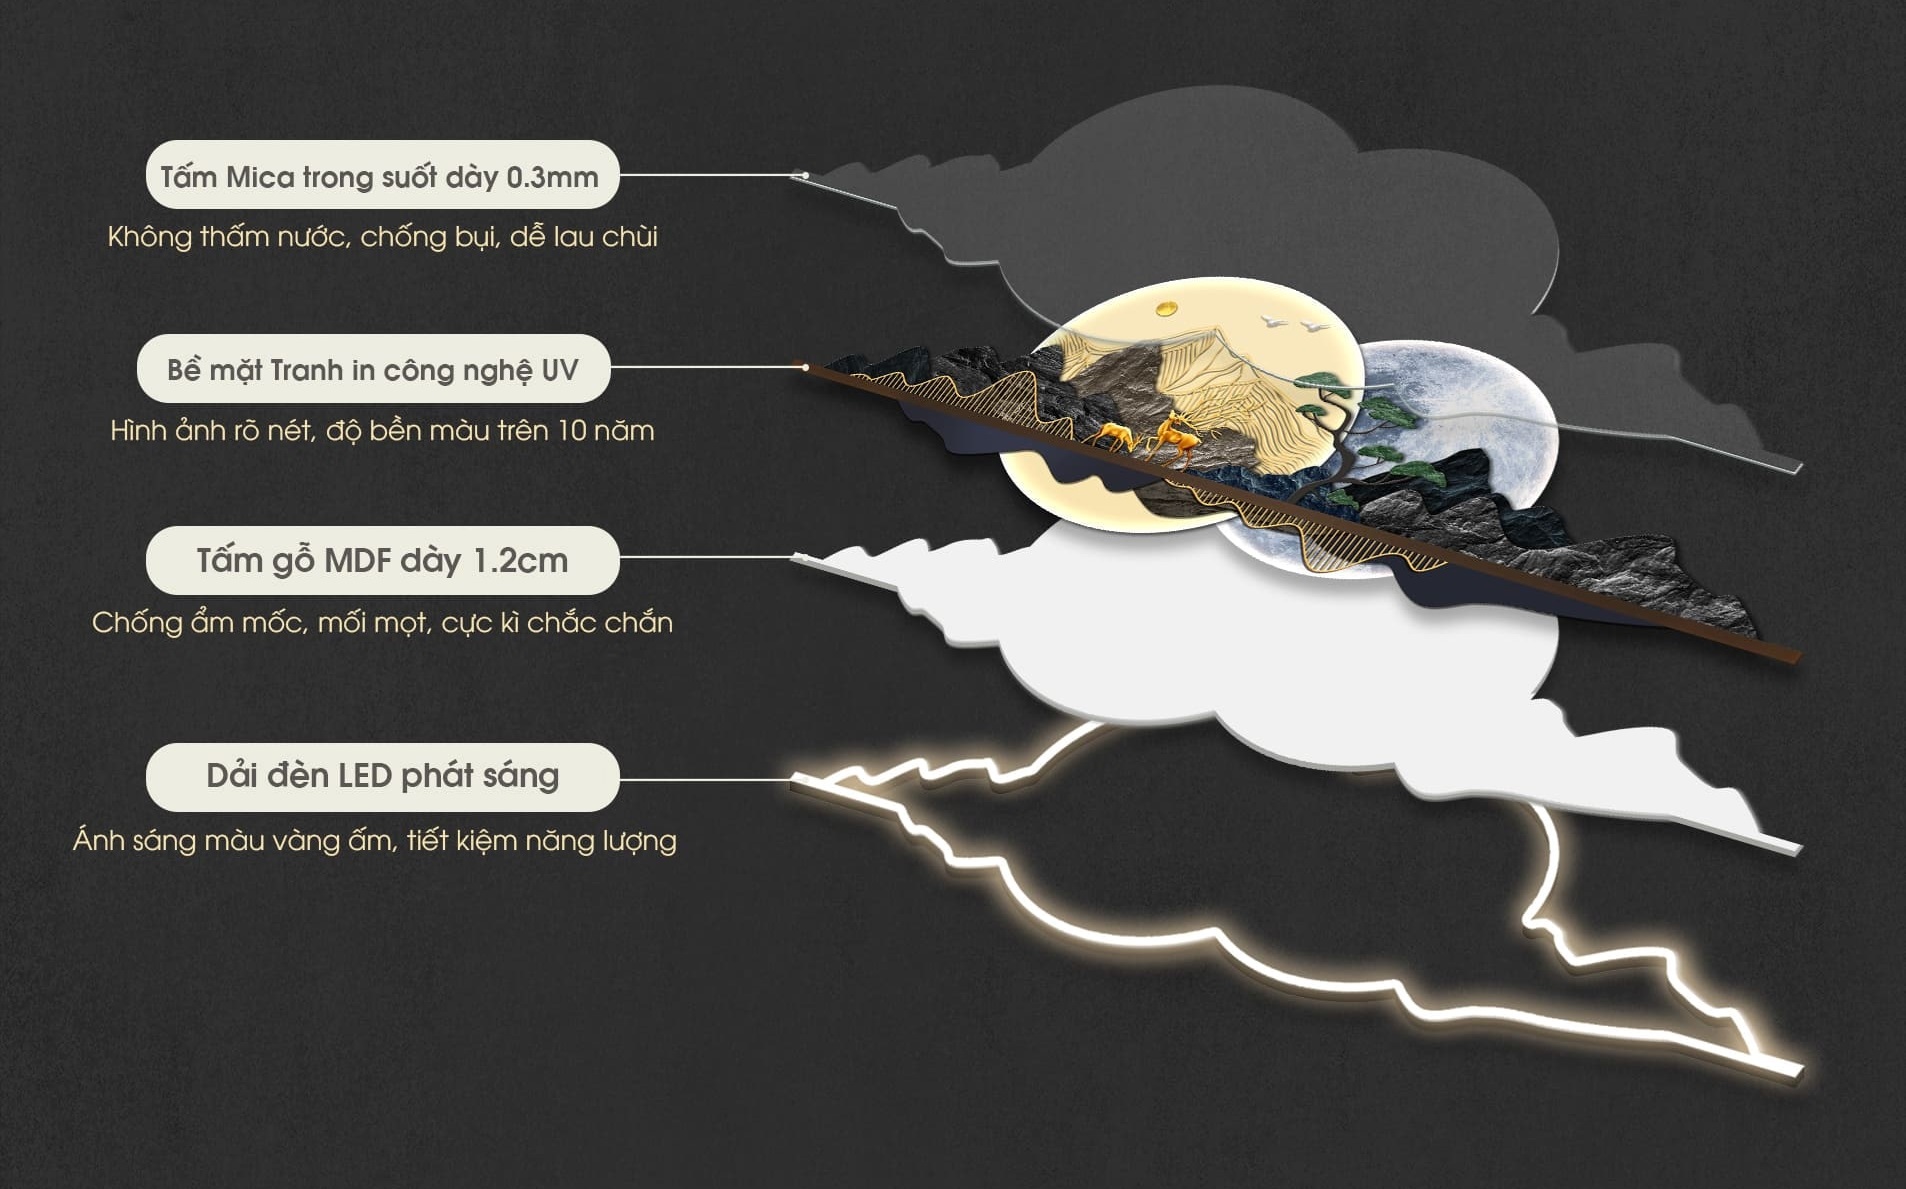 Tấm Mica trong suốt dày 0.3mm
Không thấm nước, chống bụi, dễ lau chùi
Bề mặt Tranh in công nghệ UV
Hình ảnh rõ nét, độ bền màu trên 10 năm
Tấm gỗ MDF dày 1.2cm
Chống ẩm mốc, mối mọt, cực kì chắc chắn
Dải đèn LED phát sáng
Ánh sáng màu vàng ấm, tiết kiệm năng lượng